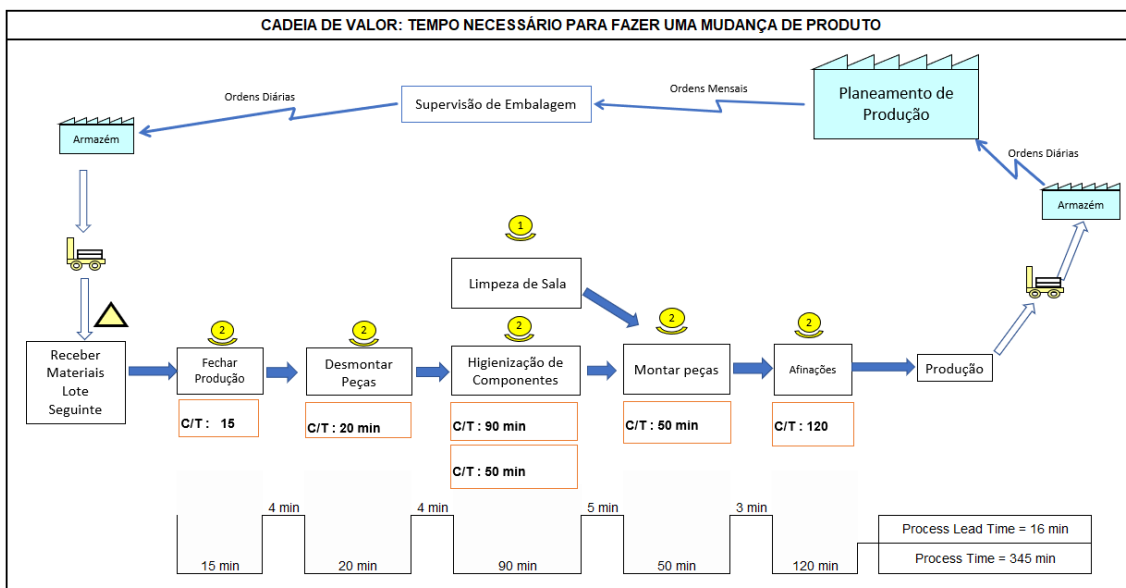 CADEIA DE VALOR: TEMPO NECESSÁRIO PARA FAZER UMA MUDANÇA DE PRODUTO
Planeamento de
Produção
Ordens Mensais
Supervisão de Embalagem
Ordens Diárias
Armazém
Ordens Diárias
Armazém
1
Limpeza de Sala
2
2
2
2
2
Receber
Materiais
Lote
Seguinte
Fechar
Produção
Desmontar
Peças
Higienização de
Componentes
Montar peças
Afinações
Produção
C/T : 15
C/T : 20 min
C/T : 90 min
C/T : 50 min
C/T : 120
C/T : 50 min
4 min
4 min
5 min
3 min
15 min
20 min
90 min
50 min
120 min
Process Lead Time = 16 min
Process Time = 345 min